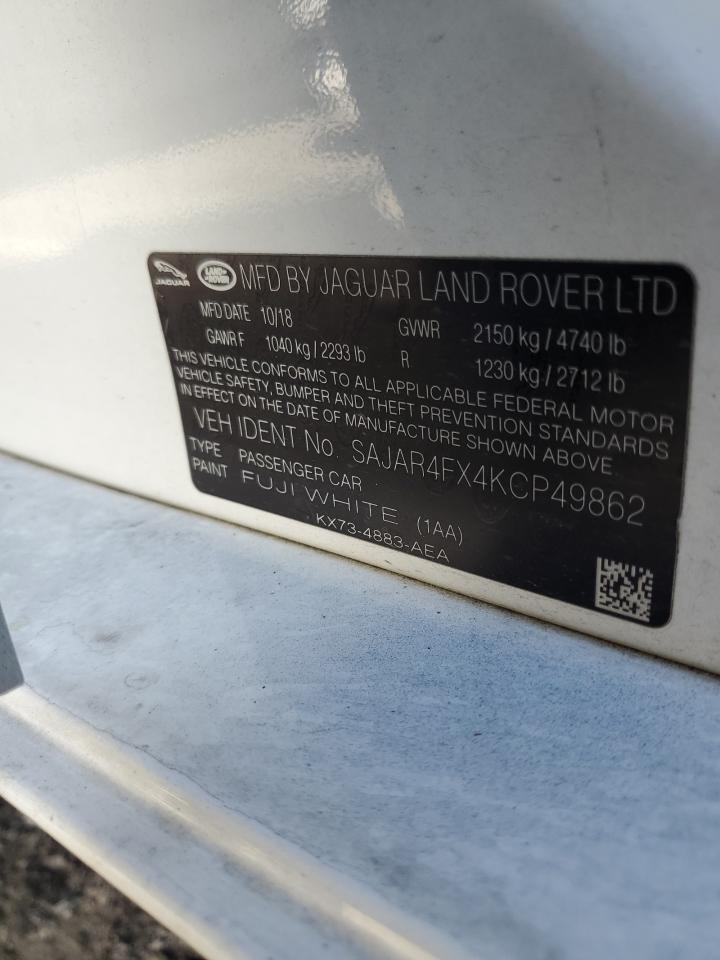 JAGUAR LAND ROVER MFD BY JAGUAR LAND ROVER LTD
MFD DATE 10/18 GVWR 2150 kg / 4740 lb
GAWR F 1040 kg / 2293 lb R 1230 kg / 2712 lb
THIS VEHICLE CONFORMS TO ALL APPLICABLE FEDERAL MOTOR
VEHICLE SAFETY, BUMPER AND THEFT PREVENTION STANDARDS
IN EFFECT ON THE DATE OF MANUFACTURE SHOWN ABOVE.
VEH IDENT No. SAJAR4FX4KCP49862
TYPE PASSENGER CAR
PAINT FUJI WHITE (1AA)
KX73-4883-AEA